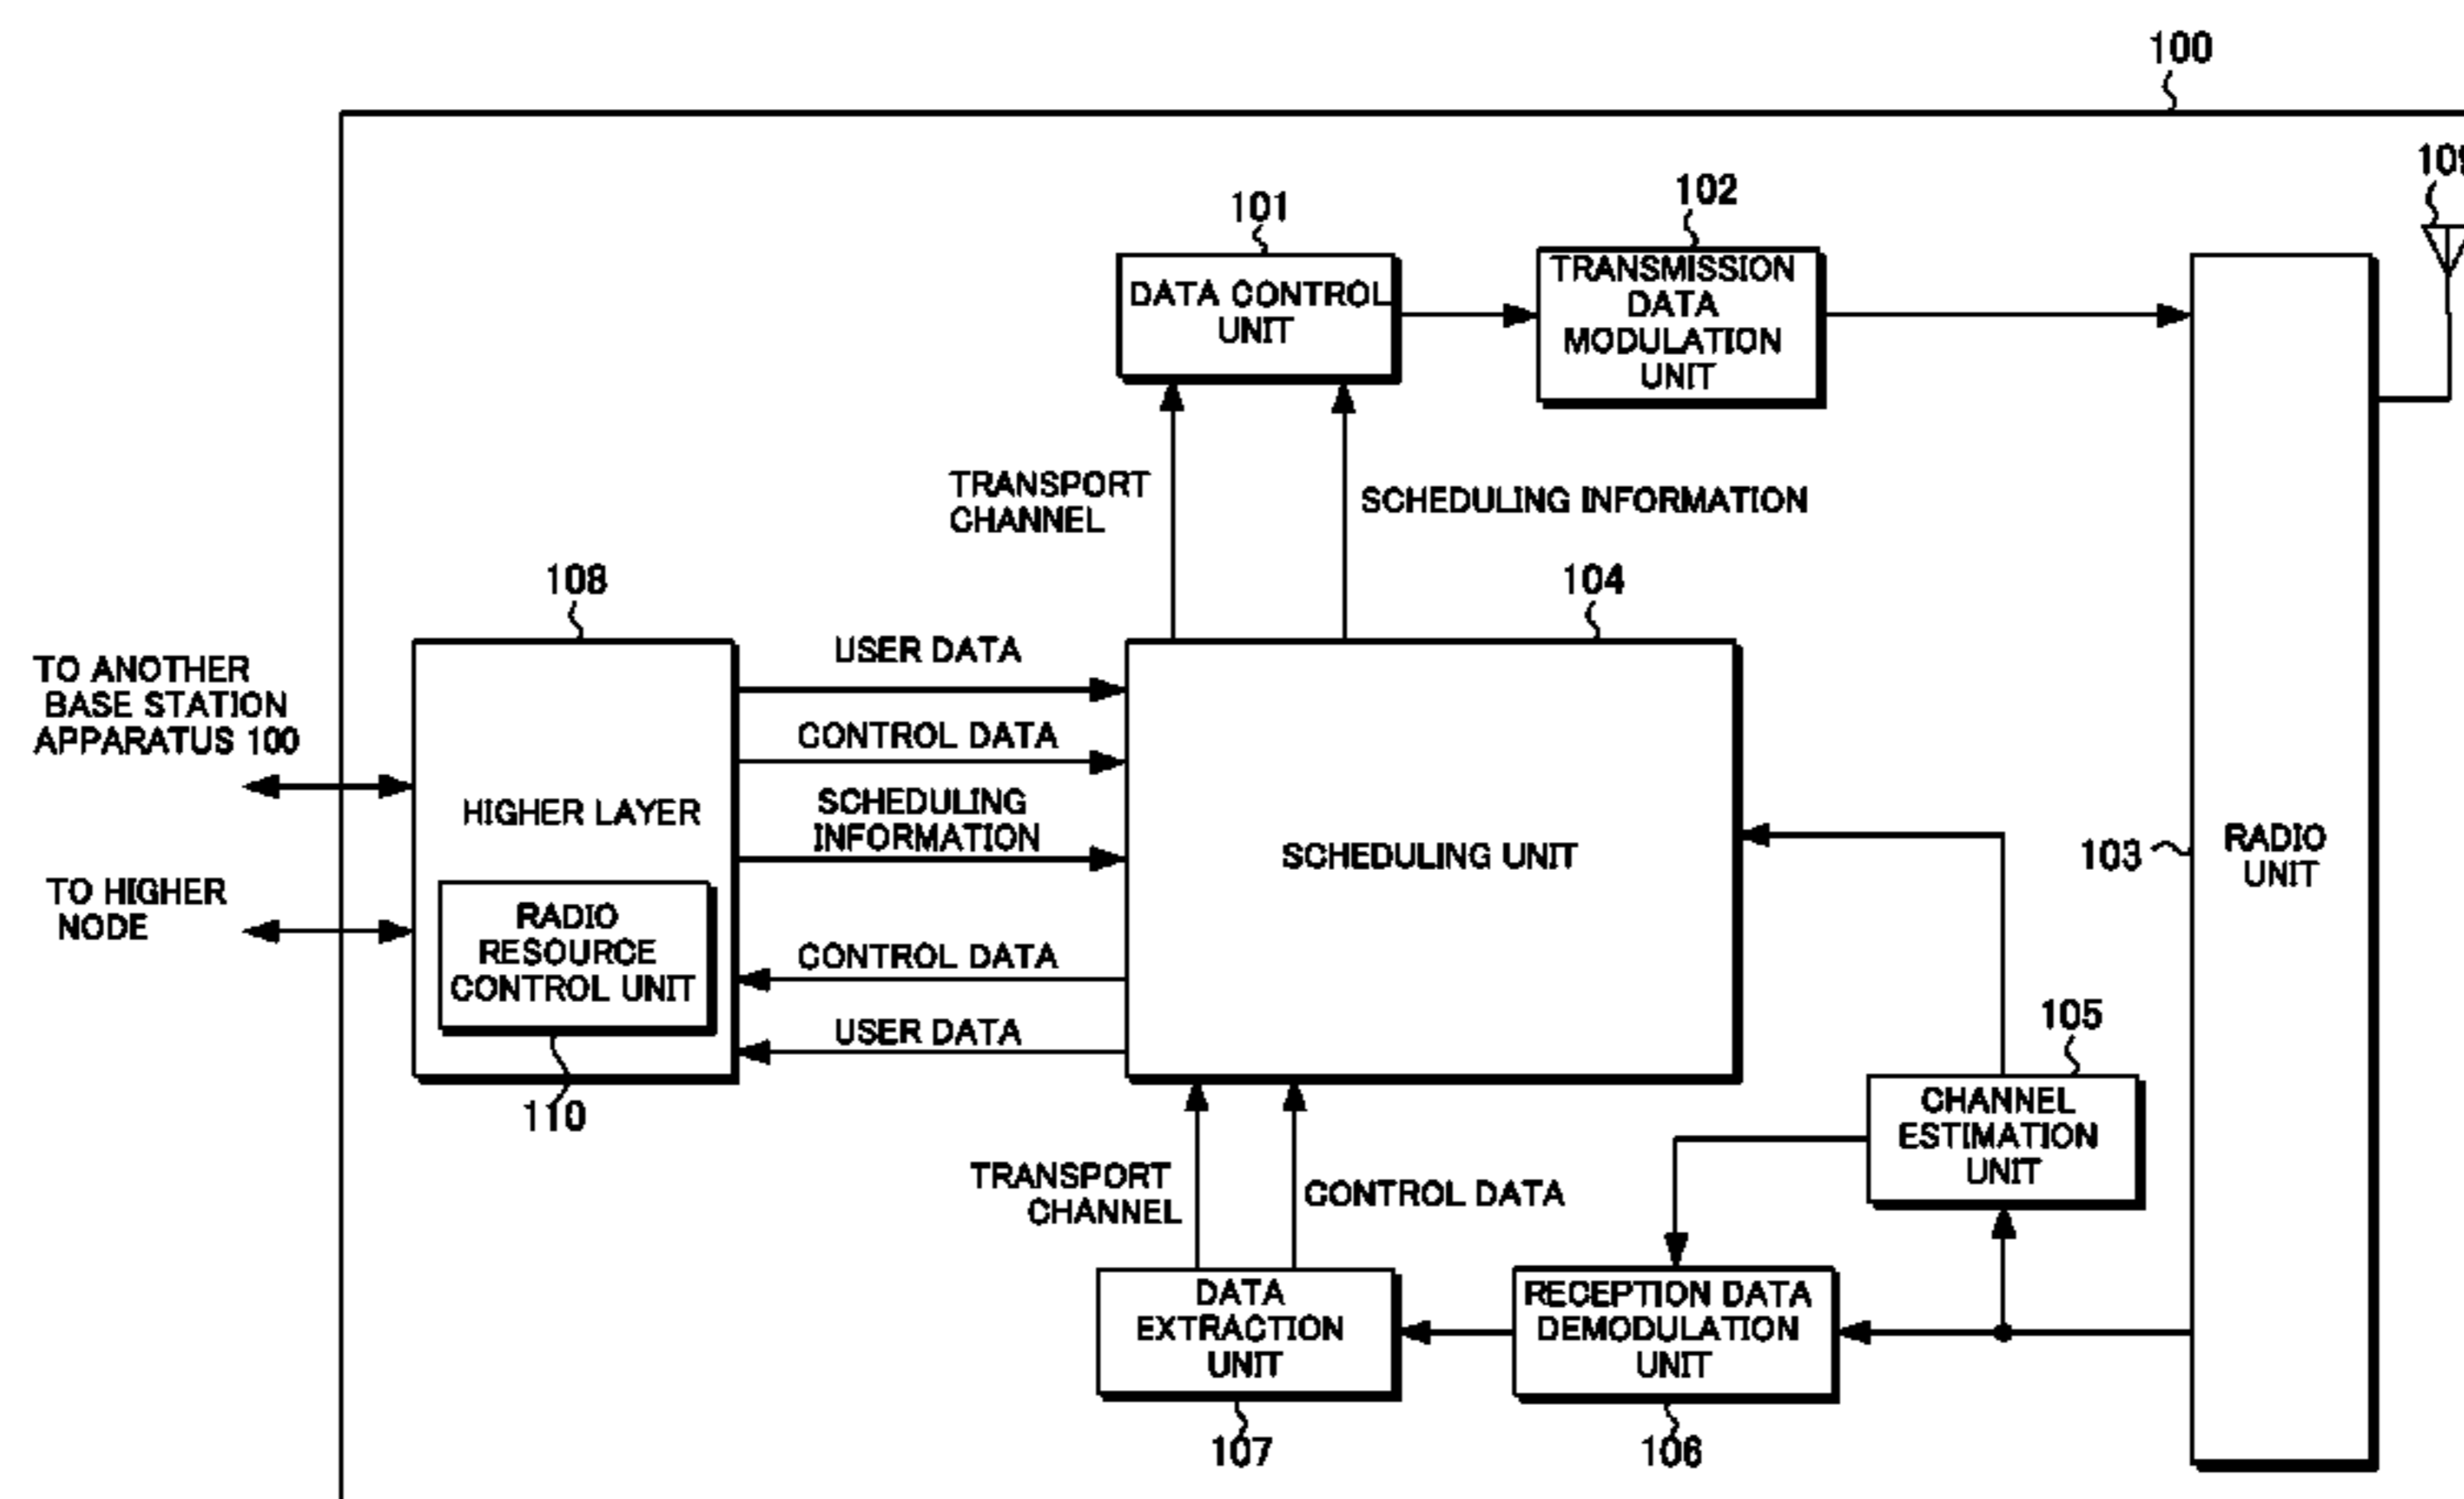 100
109
101
102
DATA CONTROL
UNIT
TRANSMISSION
DATA
MODULATION
UNIT
TRANSPORT
CHANNEL
SCHEDULING INFORMATION
108
104
TO ANOTHER
BASE STATION
APPARATUS 100
USER DATA
CONTROL DATA
SCHEDULING
INFORMATION
HIGHER LAYER
SCHEDULING UNIT
103
RADIO
UNIT
TO HIGHER
NODE
RADIO
RESOURCE
CONTROL UNIT
CONTROL DATA
USER DATA
110
105
CHANNEL
ESTIMATION
UNIT
TRANSPORT
CHANNEL
CONTROL DATA
DATA
EXTRACTION
UNIT
RECEPTION DATA
DEMODULATION
UNIT
107
106